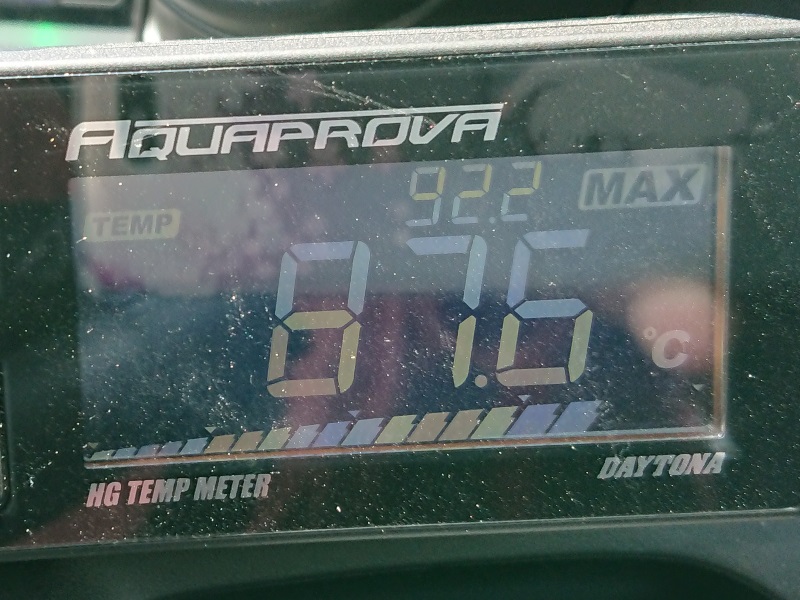 AQUAPROVA
92.2 MAX
TEMP
87.6
°C
HG TEMP METER
DAYTONA